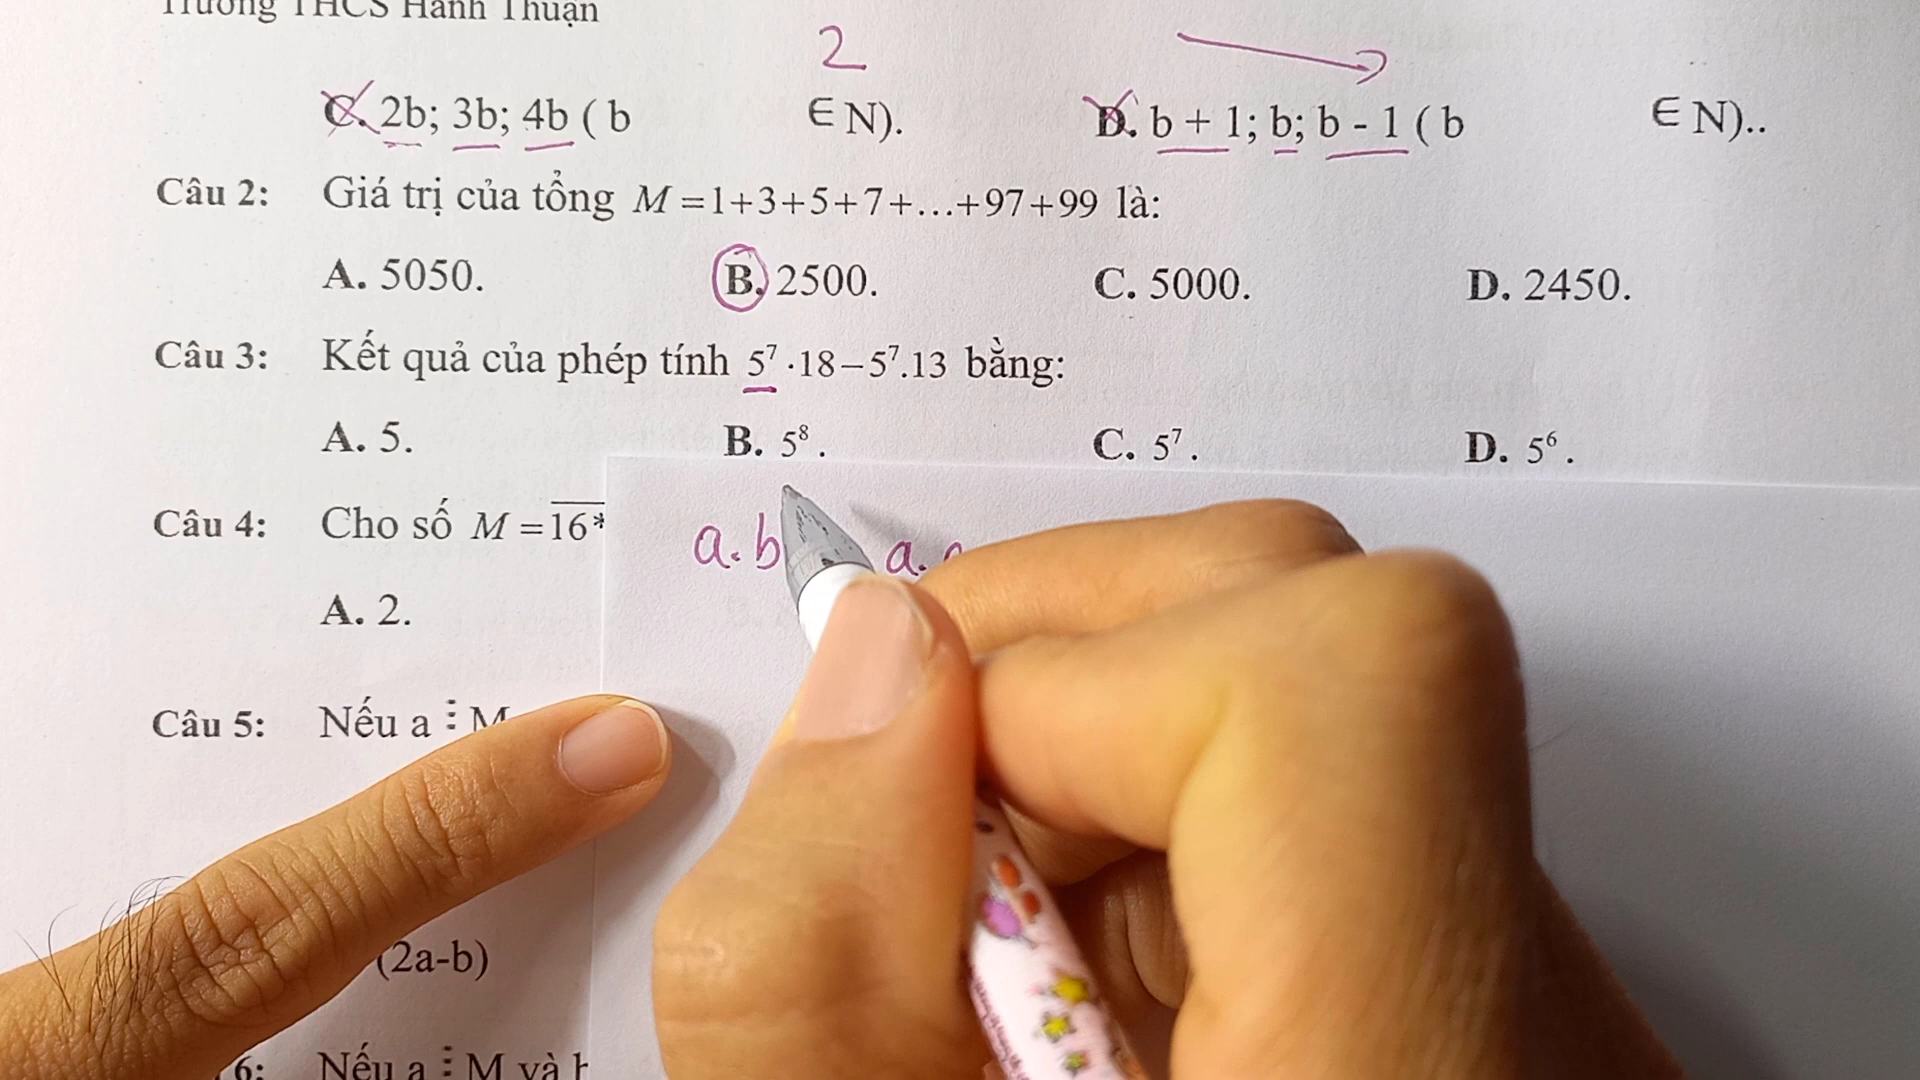 Trường THCS Hành Thuận
2
C. 2b; 3b; 4b ( b ∈ N). D. b + 1; b; b - 1 ( b ∈ N)..
Câu 2: Giá trị của tổng M = 1+3+5+7+...+97+99 là:
A. 5050. B. 2500. C. 5000. D. 2450.
Câu 3: Kết quả của phép tính 5⁷ ·18–5⁷.13 bằng:
A. 5. B. 5⁸. C. 5⁷. D. 5⁶.
Câu 4: Cho số M = 16*
a.b a.
A. 2.
Câu 5: Nếu a ⋮ M
(2a-b)
6: Nếu a ⋮ M và